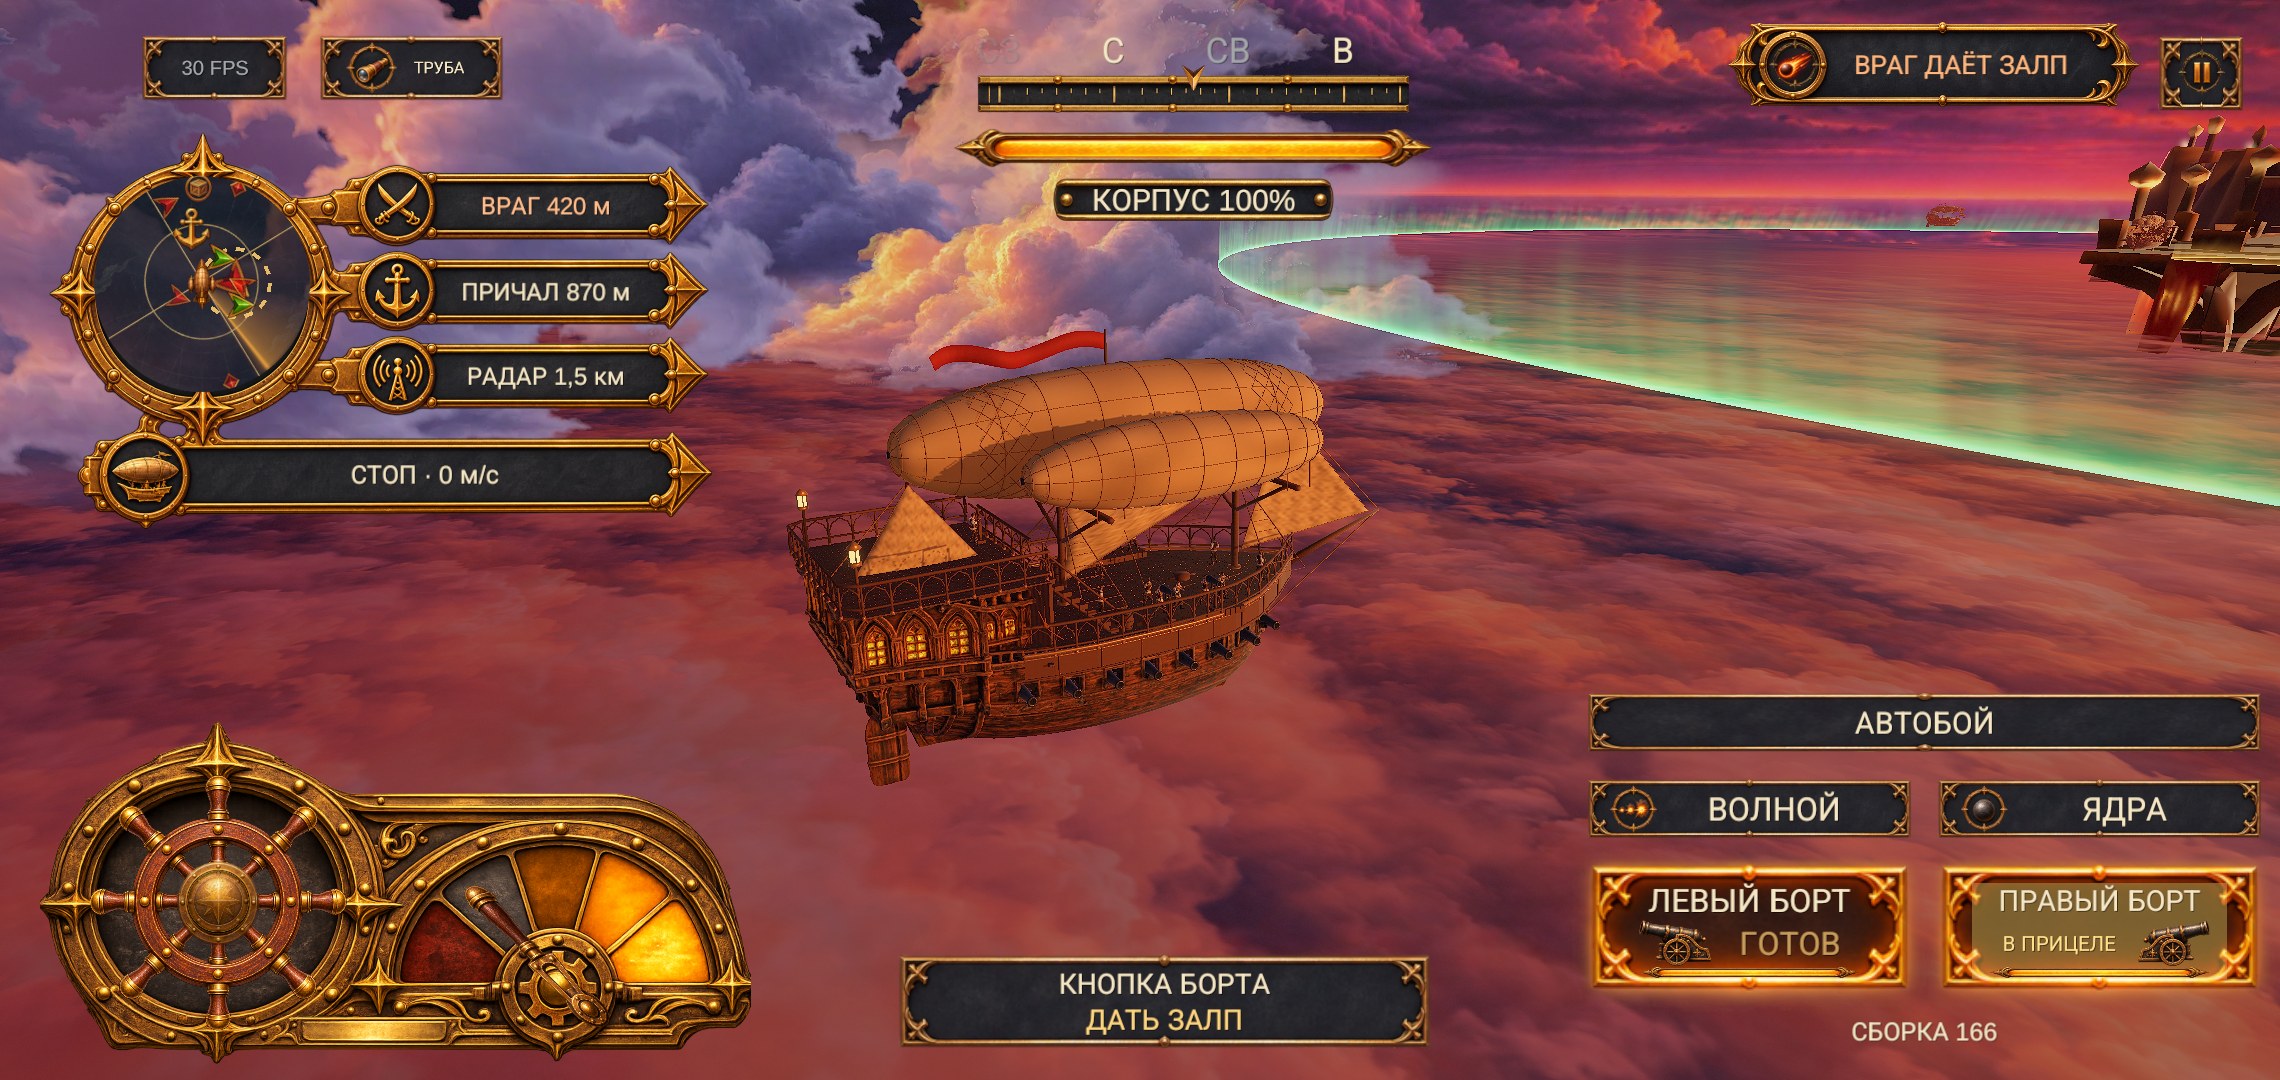 30 FPS
ТРУБА
СЗ
С
СВ
В
ВРАГ ДАЁТ ЗАЛП
КОРПУС 100%
ВРАГ 420 м
ПРИЧАЛ 870 м
РАДАР 1,5 км
СТОП · 0 м/с
АВТОБОЙ
ВОЛНОЙ
ЯДРА
ЛЕВЫЙ БОРТ
ГОТОВ
ПРАВЫЙ БОРТ
В ПРИЦЕЛЕ
КНОПКА БОРТА
ДАТЬ ЗАЛП
СБОРКА 166